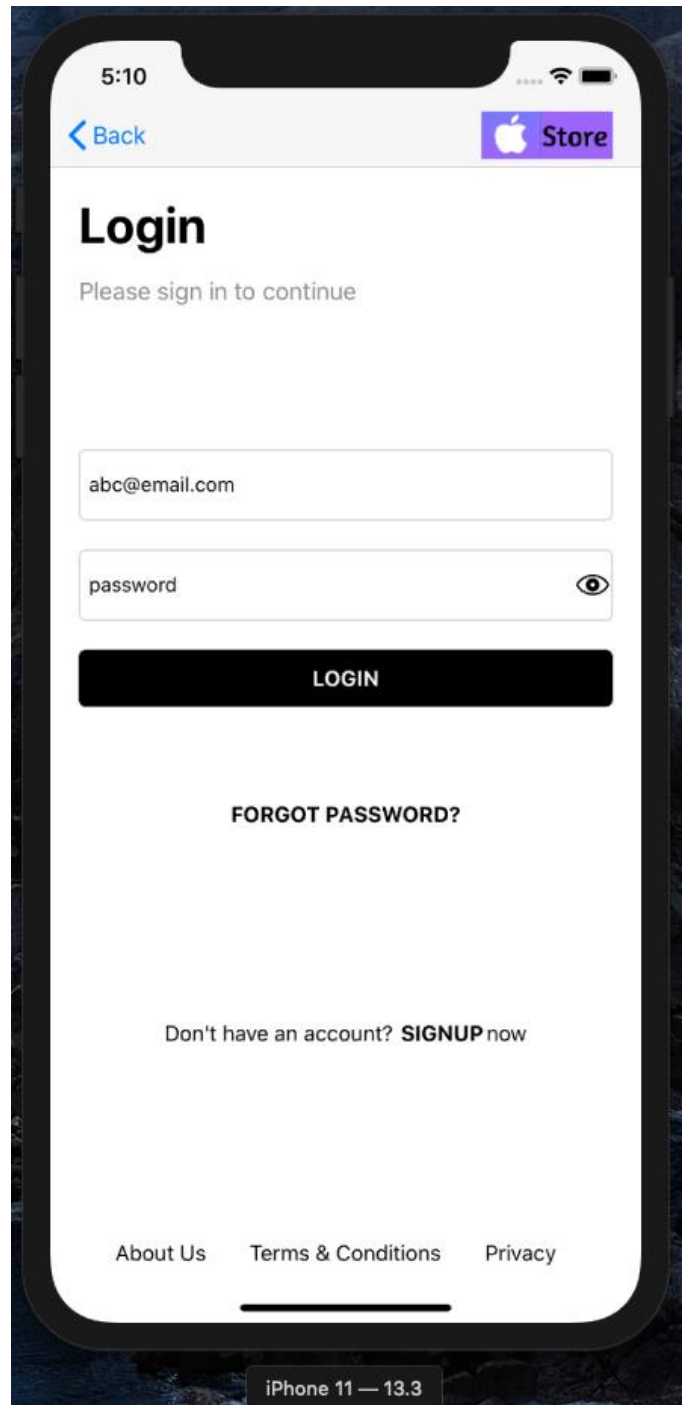 5:10
Back
Store
Login
Please sign in to continue
abc@email.com
password
LOGIN
FORGOT PASSWORD?
Don't have an account? SIGNUP now
About Us Terms & Conditions Privacy
iPhone 11 — 13.3